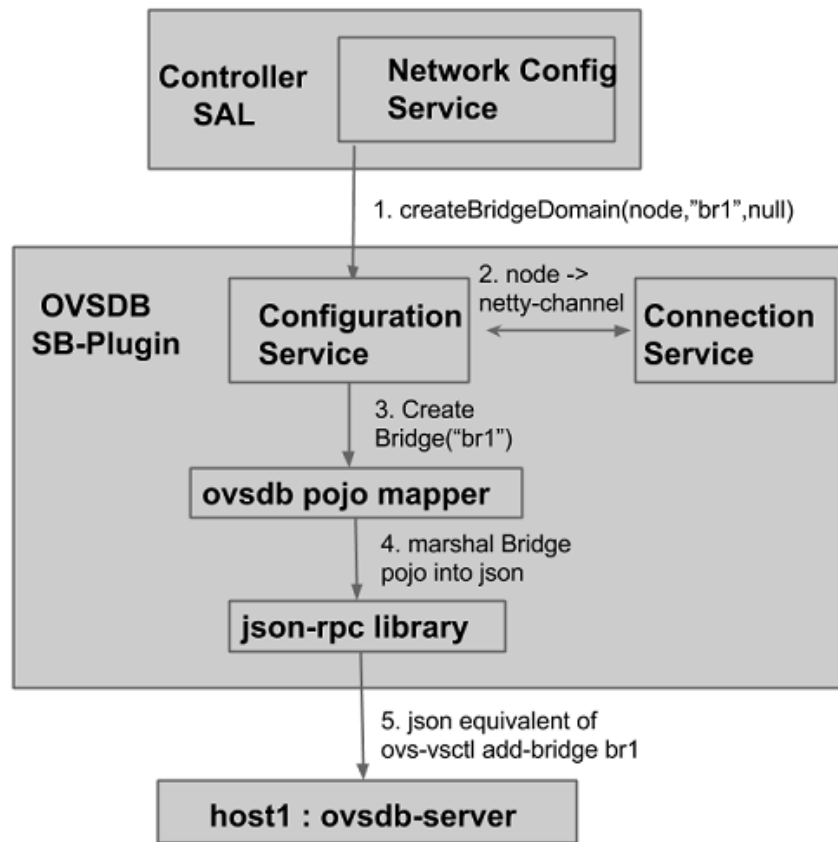 Controller
SAL
Network Config
Service
1. createBridgeDomain(node,”br1”,null)
OVSDB
SB-Plugin
Configuration
Service
2. node ->
netty-channel
Connection
Service
3. Create
Bridge(“br1”)
ovsdb pojo mapper
4. marshal Bridge
pojo into json
json-rpc library
5. json equivalent of
ovs-vsctl add-bridge br1
host1 : ovsdb-server